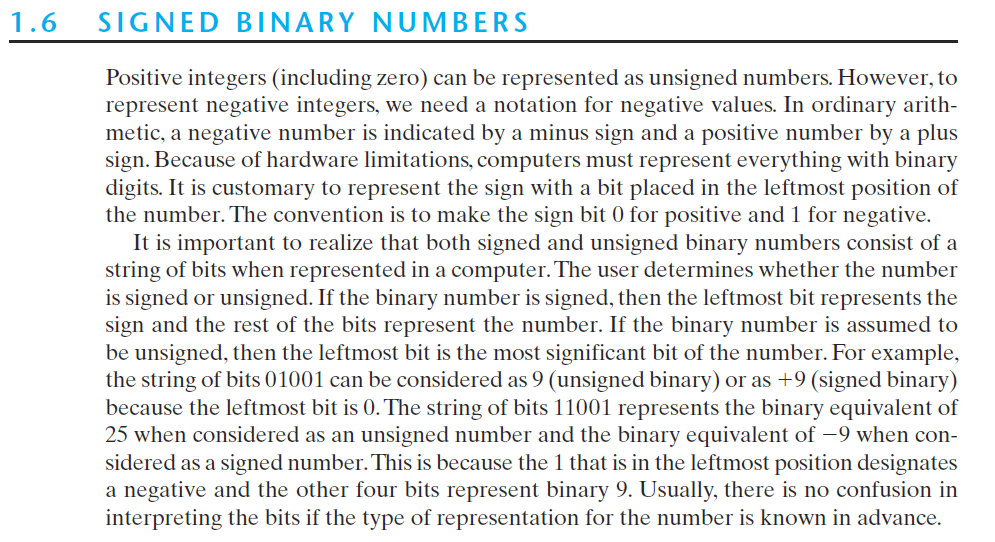 1.6 SIGNED BINARY NUMBERS
Positive integers (including zero) can be represented as unsigned numbers. However, to
represent negative integers, we need a notation for negative values. In ordinary arith-
metic, a negative number is indicated by a minus sign and a positive number by a plus
sign. Because of hardware limitations, computers must represent everything with binary
digits. It is customary to represent the sign with a bit placed in the leftmost position of
the number. The convention is to make the sign bit 0 for positive and 1 for negative.
It is important to realize that both signed and unsigned binary numbers consist of a
string of bits when represented in a computer. The user determines whether the number
is signed or unsigned. If the binary number is signed, then the leftmost bit represents the
sign and the rest of the bits represent the number. If the binary number is assumed to
be unsigned, then the leftmost bit is the most significant bit of the number. For example,
the string of bits 01001 can be considered as 9 (unsigned binary) or as +9 (signed binary)
because the leftmost bit is 0. The string of bits 11001 represents the binary equivalent of
25 when considered as an unsigned number and the binary equivalent of −9 when con-
sidered as a signed number. This is because the 1 that is in the leftmost position designates
a negative and the other four bits represent binary 9. Usually, there is no confusion in
interpreting the bits if the type of representation for the number is known in advance.